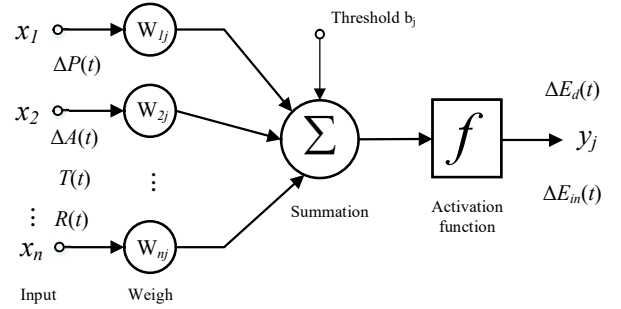 x1 W1j Threshold bj
ΔP(t)
ΔEd(t)
x2 W2j Σ f yj
ΔA(t)
T(t) ⋮
ΔEin(t)
⋮ R(t) Summation Activation
function
xn Wnj
Input Weigh